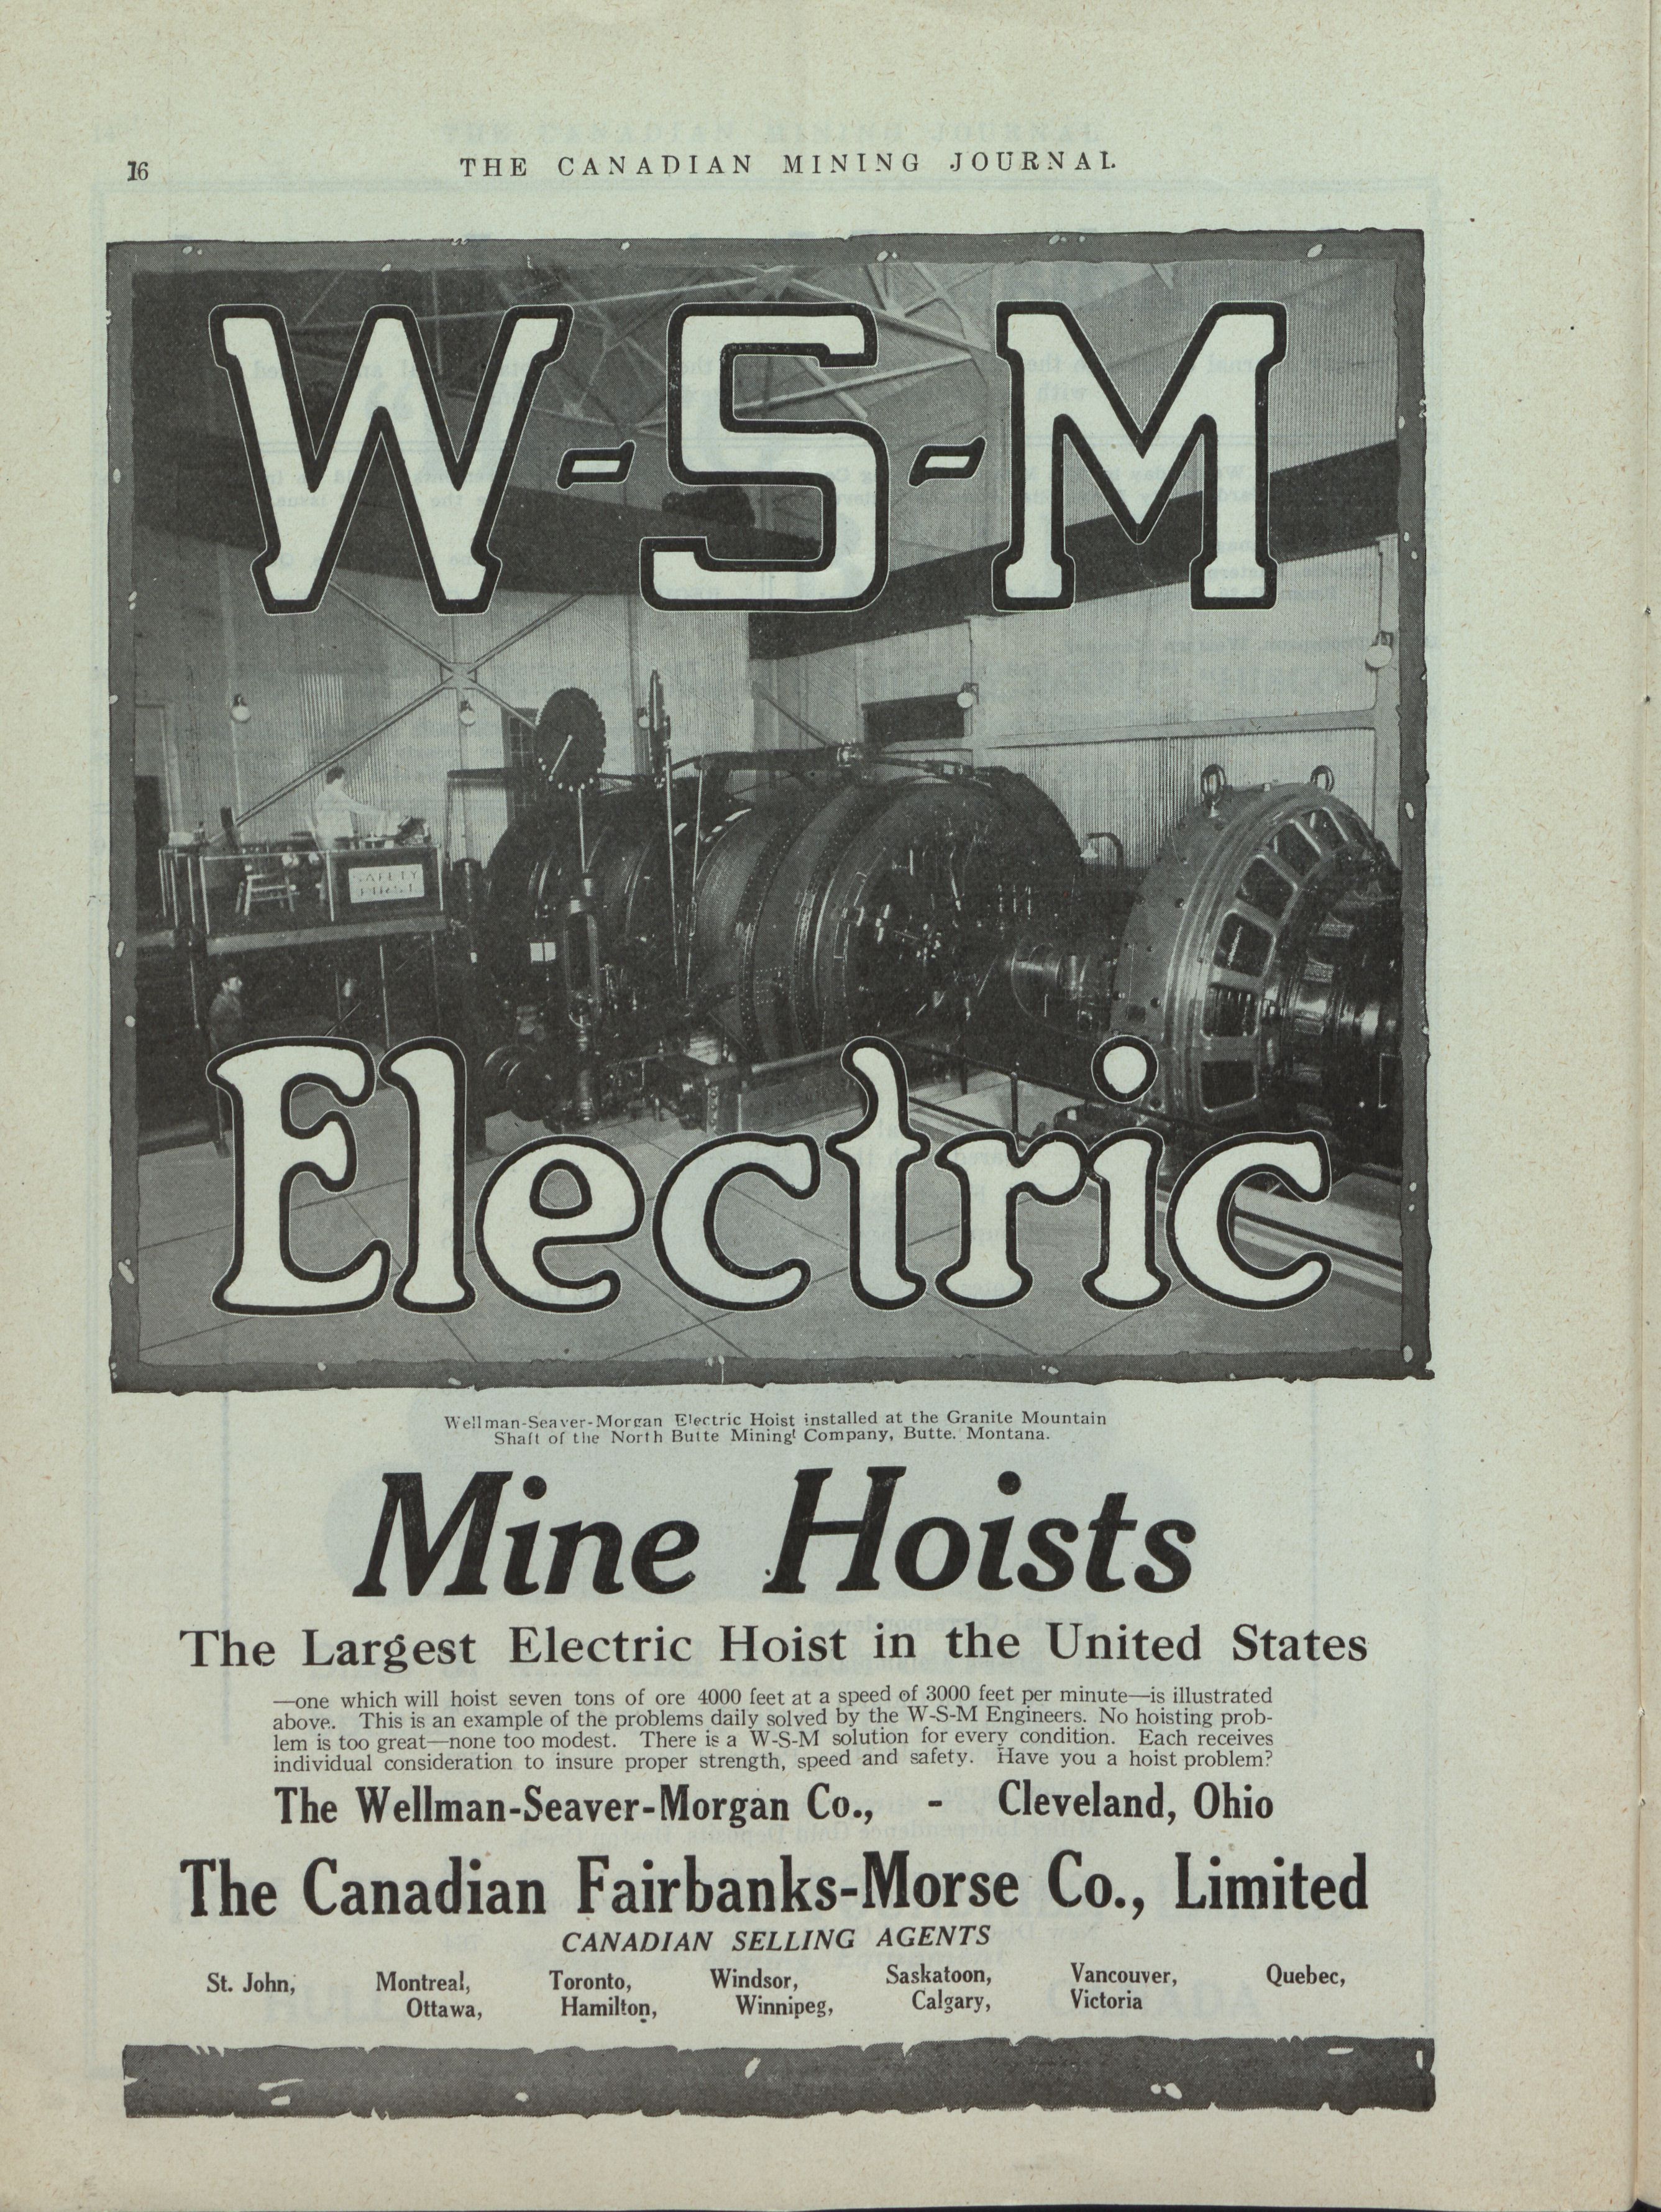 16
THE CANADIAN MINING JOURNAL
W-S-M
SAFETY
FIRST
Electric
Wellman-Seaver-Morgan Electric Hoist installed at the Granite Mountain
Shaft of the North Butte Mining Company, Butte. Montana.
Mine Hoists
The Largest Electric Hoist in the United States
—one which will hoist seven tons of ore 4000 feet at a speed of 3000 feet per minute—is illustrated
above. This is an example of the problems daily solved by the W-S-M Engineers. No hoisting prob-
lem is too great—none too modest. There is a W-S-M solution for every condition. Each receives
individual consideration to insure proper strength, speed and safety. Have you a hoist problem?
The Wellman-Seaver-Morgan Co., - Cleveland, Ohio
The Canadian Fairbanks-Morse Co., Limited
CANADIAN SELLING AGENTS
St. John, Montreal, Toronto, Windsor, Saskatoon, Vancouver, Quebec,
Ottawa, Hamilton, Winnipeg, Calgary, Victoria